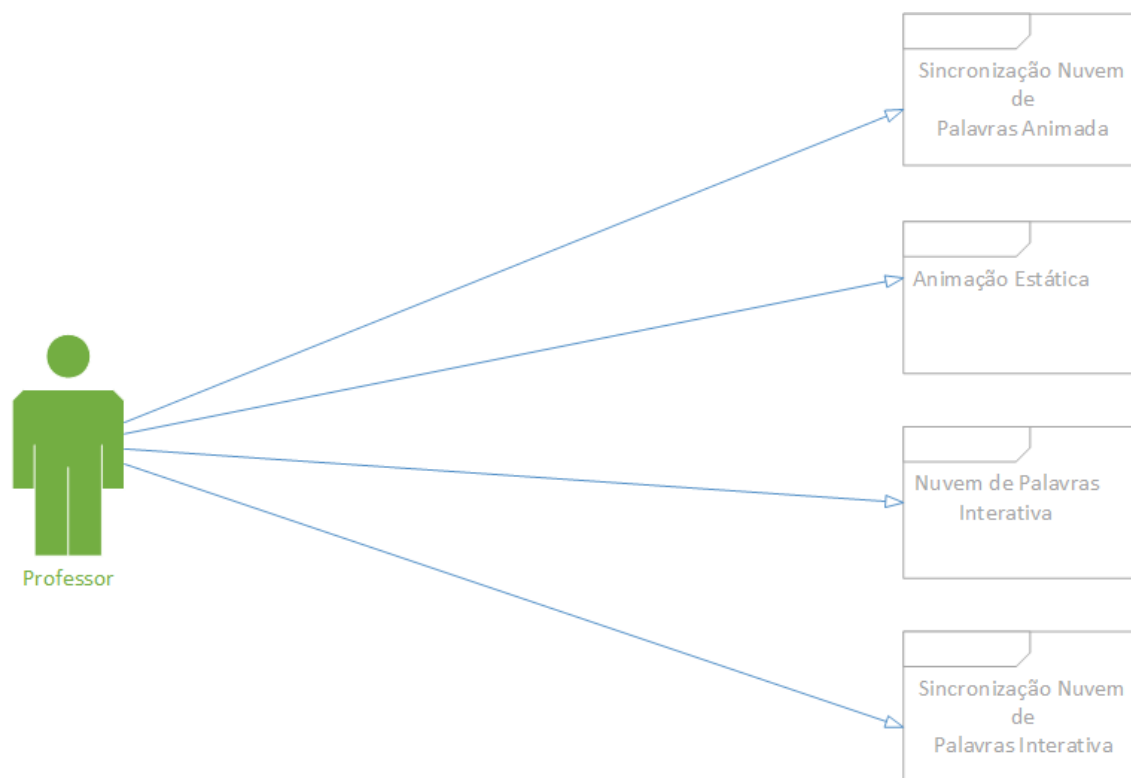 Sincronização Nuvem
de
Palavras Animada
Animação Estática
Nuvem de Palavras
Interativa
Professor
Sincronização Nuvem
de
Palavras Interativa